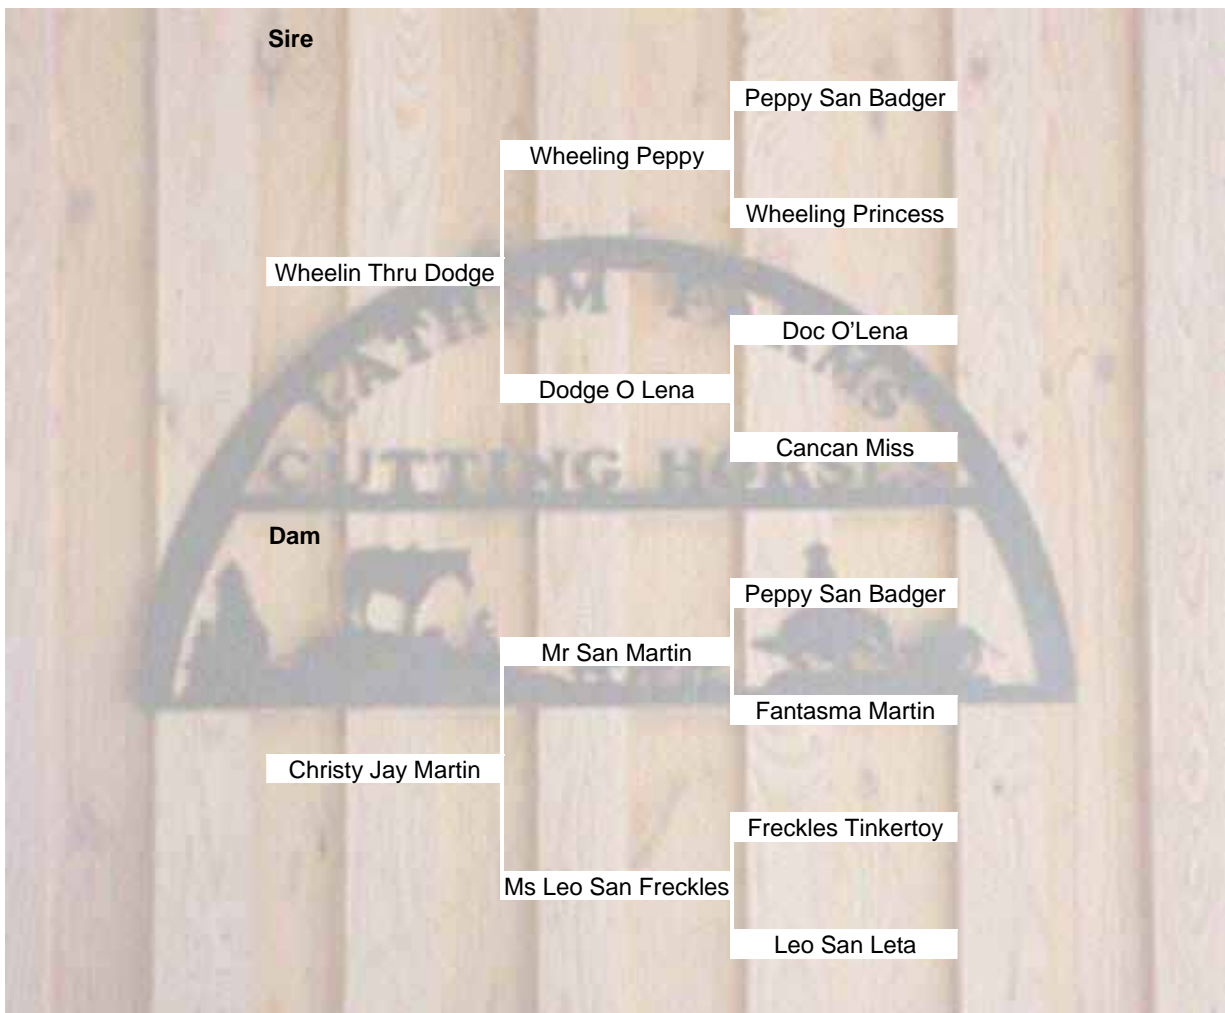 Sire
Peppy San Badger
Wheeling Peppy
Wheeling Princess
Wheelin Thru Dodge
Doc O'Lena
Dodge O Lena
Cancan Miss
CUTTING HORSES
Dam
Peppy San Badger
Mr San Martin
Fantasma Martin
Christy Jay Martin
Freckles Tinkertoy
Ms Leo San Freckles
Leo San Leta